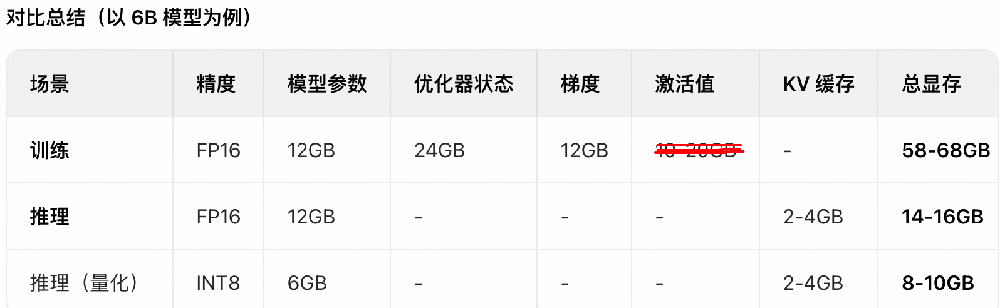 对比总结（以 6B 模型为例）
场景 精度 模型参数 优化器状态 梯度 激活值 KV 缓存 总显存
训练 FP16 12GB 24GB 12GB 10-20GB - 58-68GB
推理 FP16 12GB - - - 2-4GB 14-16GB
推理（量化） INT8 6GB - - - 2-4GB 8-10GB